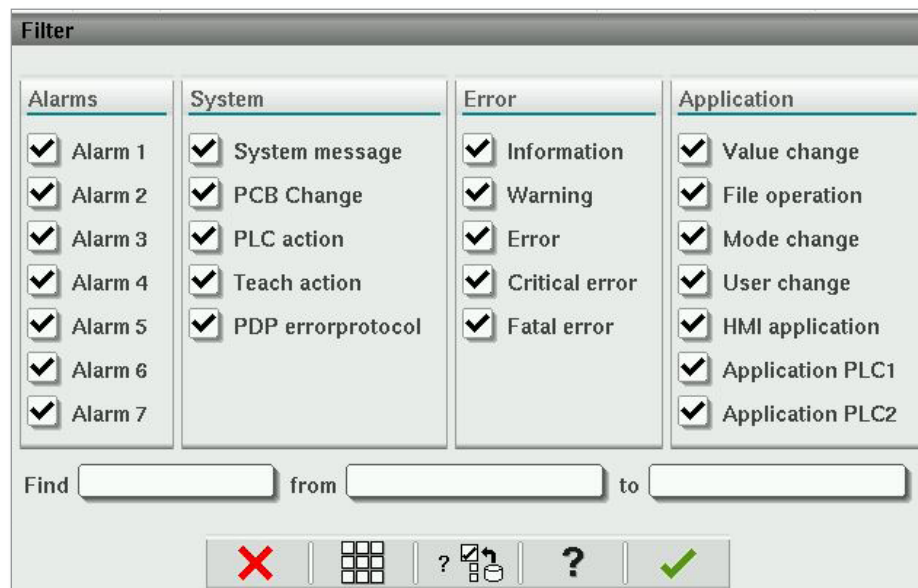 Filter
Alarms
Alarm 1
Alarm 2
Alarm 3
Alarm 4
Alarm 5
Alarm 6
Alarm 7
System
System message
PCB Change
PLC action
Teach action
PDP errorprotocol
Error
Information
Warning
Error
Critical error
Fatal error
Application
Value change
File operation
Mode change
User change
HMI application
Application PLC1
Application PLC2
Find from to
? ?